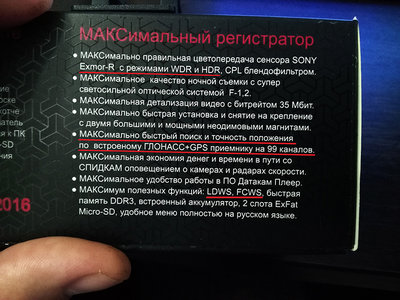 МАКСимальный регистратор
• МАКСимально правильная цветопередача сенсора SONY
Exmor-R с режимами WDR и HDR, CPL блендофильтром.
• МАКСимальное качество ночной съемки с супер
светосильной оптической системой F-1,2.
• МАКСимальная детализация видео с битрейтом 35 Мбит.
• МАКСимально быстрая установка и снятие на крепление
с двумя большими и мощными неодимовыми магнитами.
• МАКСимально быстрый поиск и точность положения
по встроеному ГЛОНАСС+GPS приемнику на 99 каналов.
• МАКСимальная экономия денег и времени в пути со
СПИДКАМ оповещением о камерах и радарах скорости.
• МАКСимальное удобство работы в ПО Датакам Плеер.
• МАКСимум полезных функций: LDWS, FCWS, быстрая
память DDR3, встроенный аккумулятор, 2 слота ExFat
Micro-SD, удобное меню полностью на русском языке.
к ПК
-SD
2016